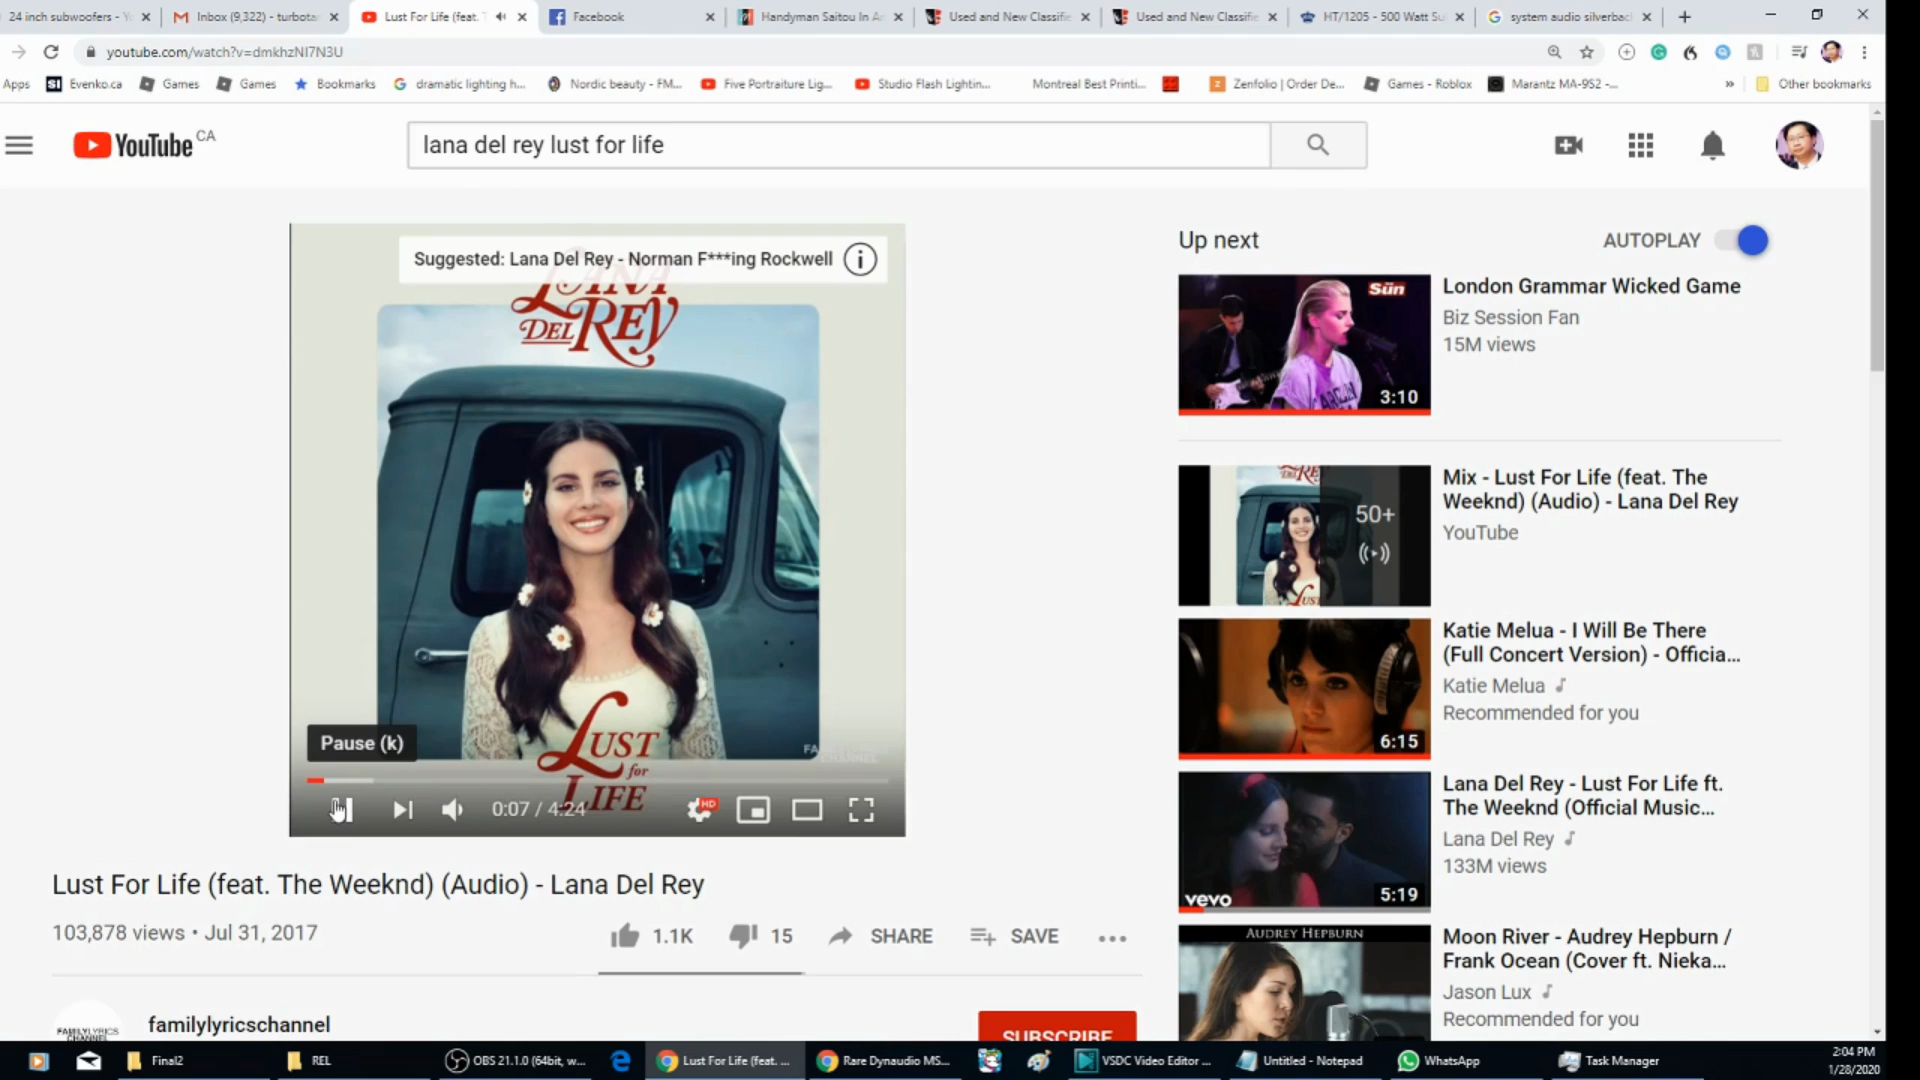 24 inch subwoofers - Yo
Inbox (9,322) - turbota
Lust For Life (feat. T
Facebook
Handyman Saitou In A
Used and New Classifie
Used and New Classifie
HT/1205 - 500 Watt Su
system audio silverbac
youtube.com/watch?v=dmkhzNI7N3U
Apps
Evenko.ca
Games
Games
Bookmarks
dramatic lighting h...
Nordic beauty - FM...
Five Portraiture Lig...
Studio Flash Lightin...
Montreal Best Printi...
Zenfolio | Order De...
Games - Roblox
Marantz MA-9S2 -...
Other bookmarks
YouTube CA
lana del rey lust for life
Suggested: Lana Del Rey - Norman F***ing Rockwell
LANA
DEL REY
LUST
for
LIFE
Pause (k)
0:07 / 4:24
HD
Lust For Life (feat. The Weeknd) (Audio) - Lana Del Rey
103,878 views • Jul 31, 2017
1.1K
15
SHARE
SAVE
FAMILYLYRICS
CHANNEL
familylyricschannel
SUBSCRIBE
Up next
AUTOPLAY
Sun
3:10
London Grammar Wicked Game
Biz Session Fan
15M views
50+
Mix - Lust For Life (feat. The
Weeknd) (Audio) - Lana Del Rey
YouTube
6:15
Katie Melua - I Will Be There
(Full Concert Version) - Officia...
Katie Melua
Recommended for you
vevo
5:19
Lana Del Rey - Lust For Life ft.
The Weeknd (Official Music...
Lana Del Rey
133M views
AUDREY HEPBURN
Moon River - Audrey Hepburn /
Frank Ocean (Cover ft. Nieka...
Jason Lux
Recommended for you
Final2
REL
OBS 21.1.0 (64bit, w...
Lust For Life (feat. ...
Rare Dynaudio MS...
VSDC Video Editor ...
Untitled - Notepad
WhatsApp
Task Manager
2:04 PM
1/28/2020